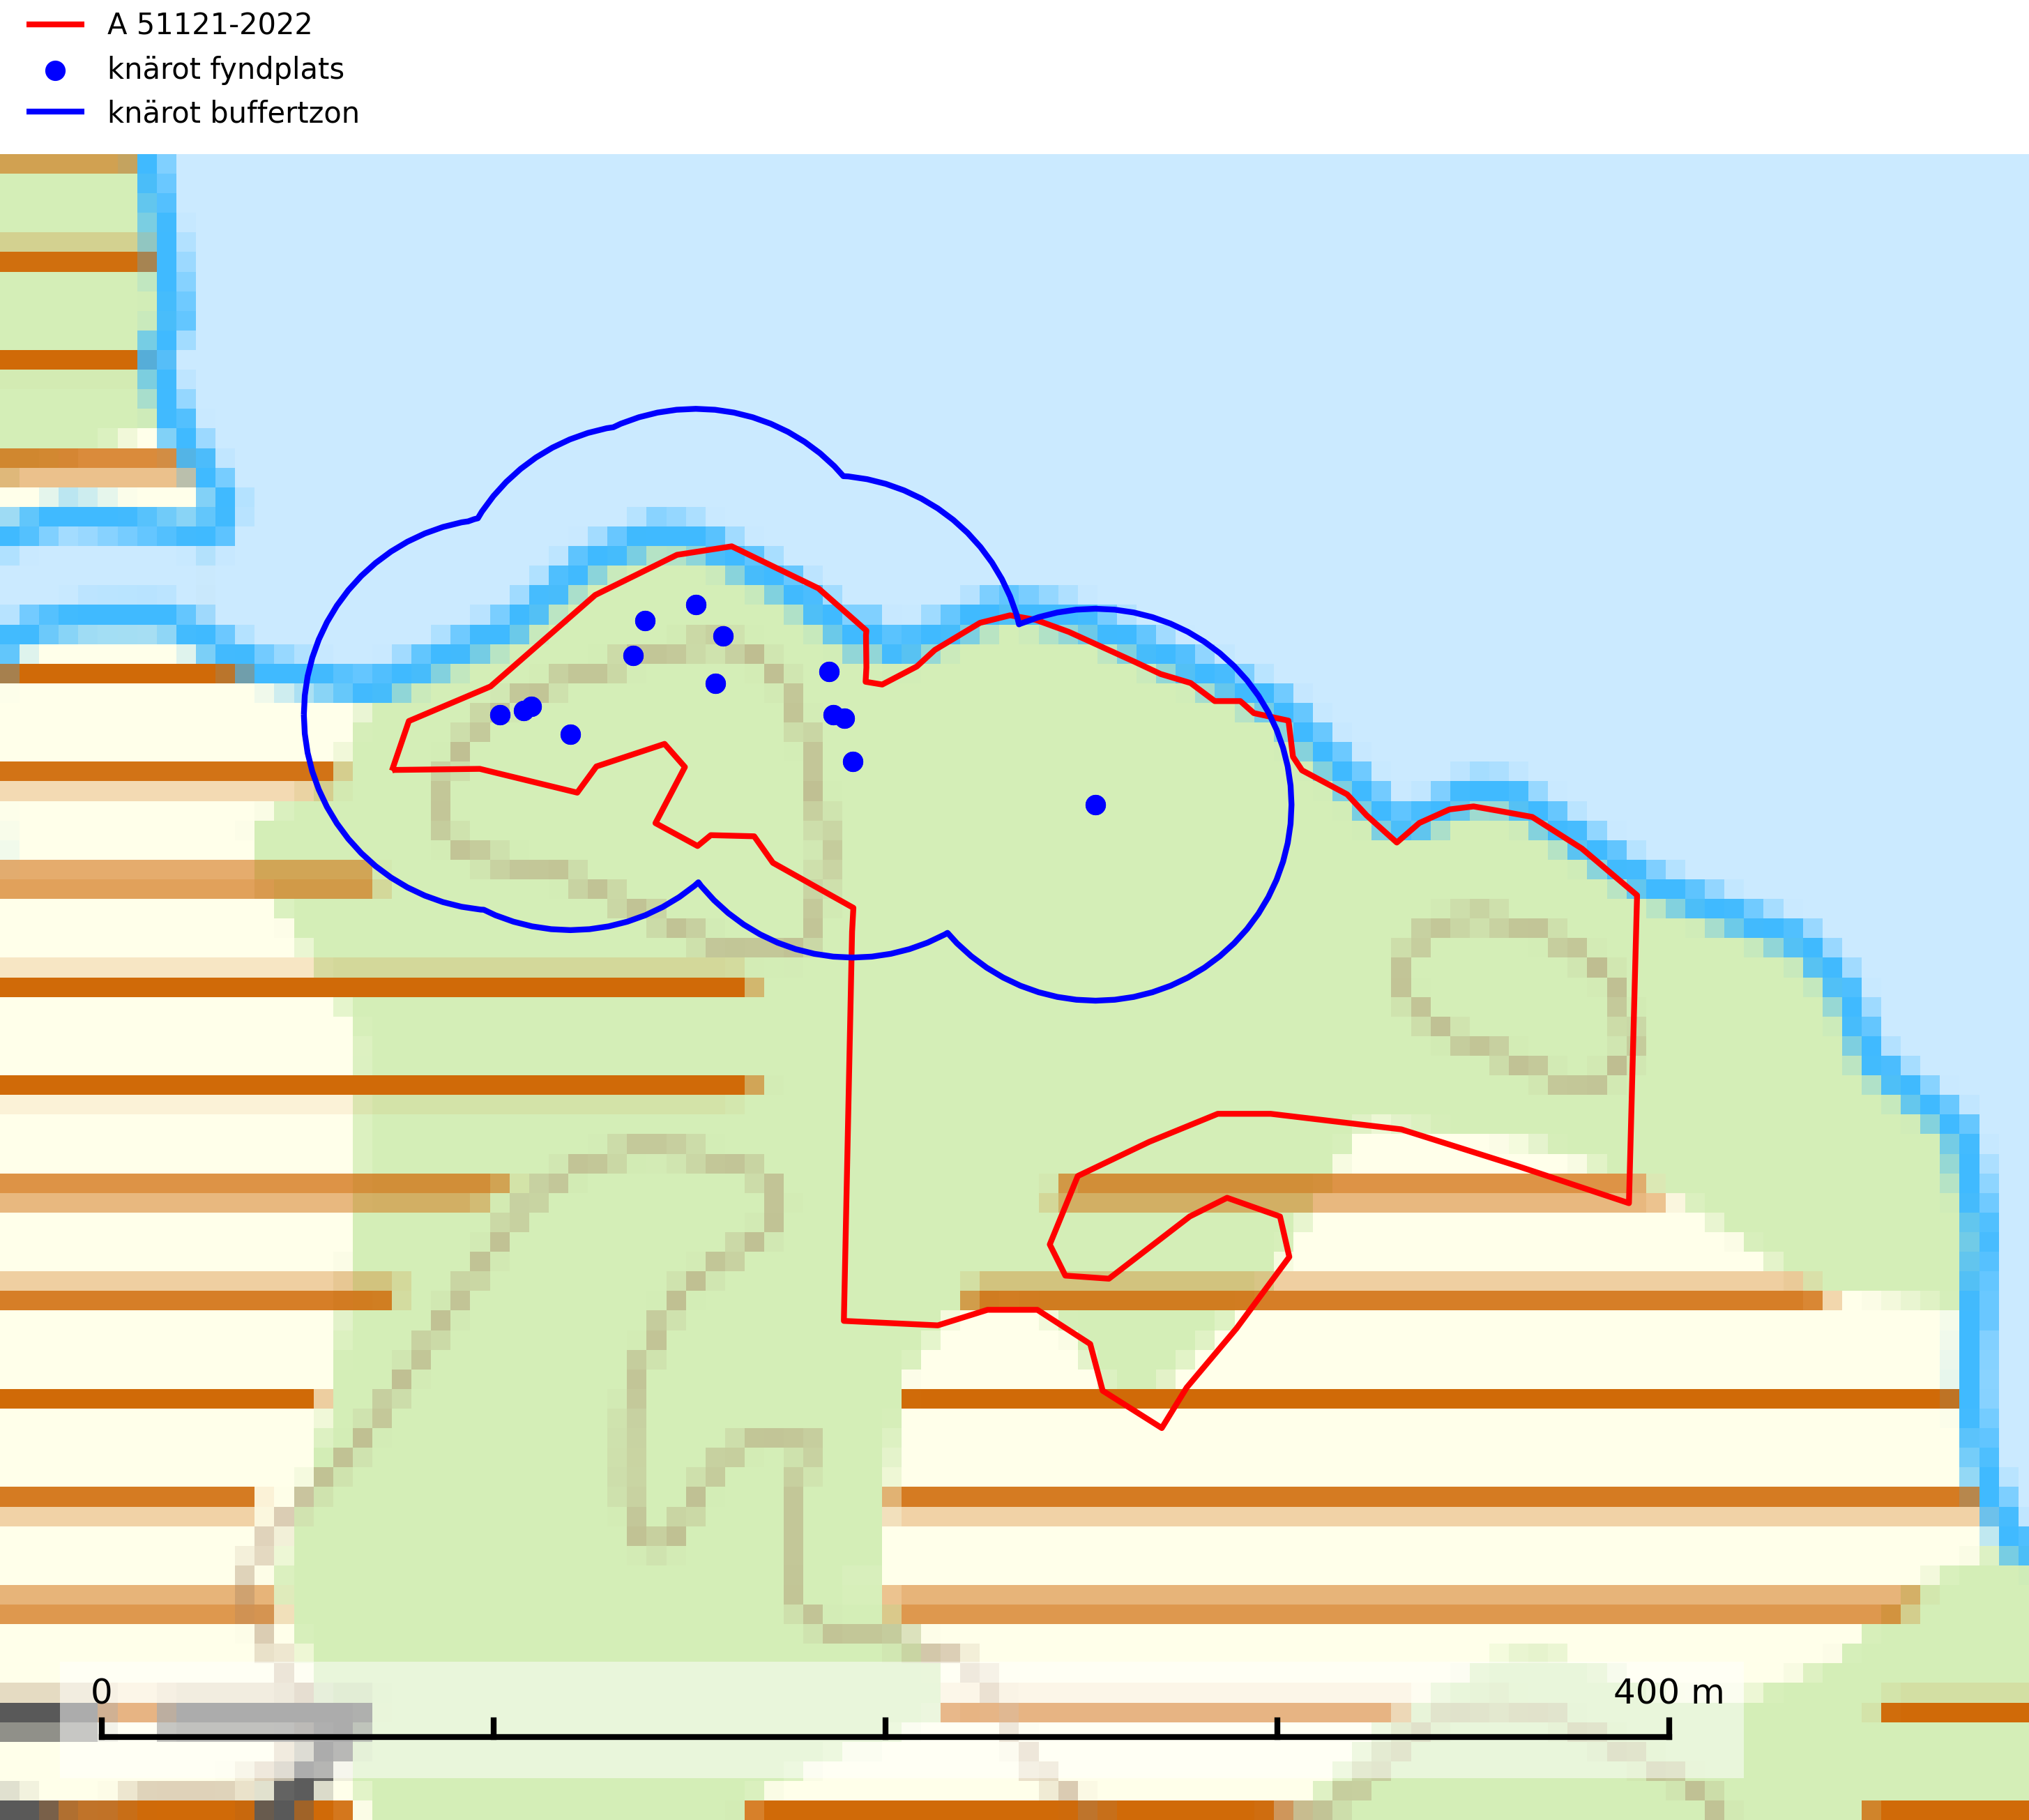 A 51121-2022
knärot fyndplats
knärot buffertzon
0
400 m